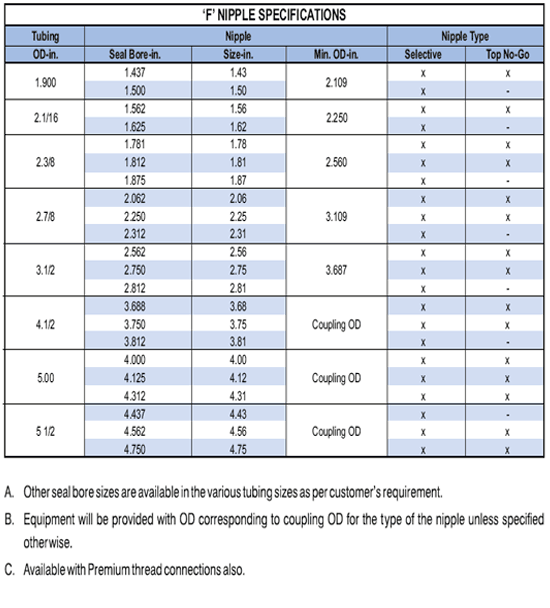 ‘F’ NIPPLE SPECIFICATIONS
Tubing Nipple Nipple Type
OD-in. Seal Bore-in. Size-in. Min. OD-in. Selective Top No-Go
1.900 1.437 1.43 2.109 x x
1.500 1.50 x -
2.1/16 1.562 1.56 2.250 x x
1.625 1.62 x -
1.781 1.78 x x
2.3/8 1.812 1.81 2.560 x x
1.875 1.87 x -
2.062 2.06 x x
2.7/8 2.250 2.25 3.109 x x
2.312 2.31 x -
2.562 2.56 x x
3.1/2 2.750 2.75 3.687 x x
2.812 2.81 x -
3.688 3.68 x x
4.1/2 3.750 3.75 Coupling OD x x
3.812 3.81 x -
4.000 4.00 x x
5.00 4.125 4.12 Coupling OD x x
4.312 4.31 x x
4.437 4.43 x -
5 1/2 4.562 4.56 Coupling OD x x
4.750 4.75 x x
A. Other seal bore sizes are available in the various tubing sizes as per customer’s requirement.
B. Equipment will be provided with OD corresponding to coupling OD for the type of the nipple unless specified
otherwise.
C. Available with Premium thread connections also.